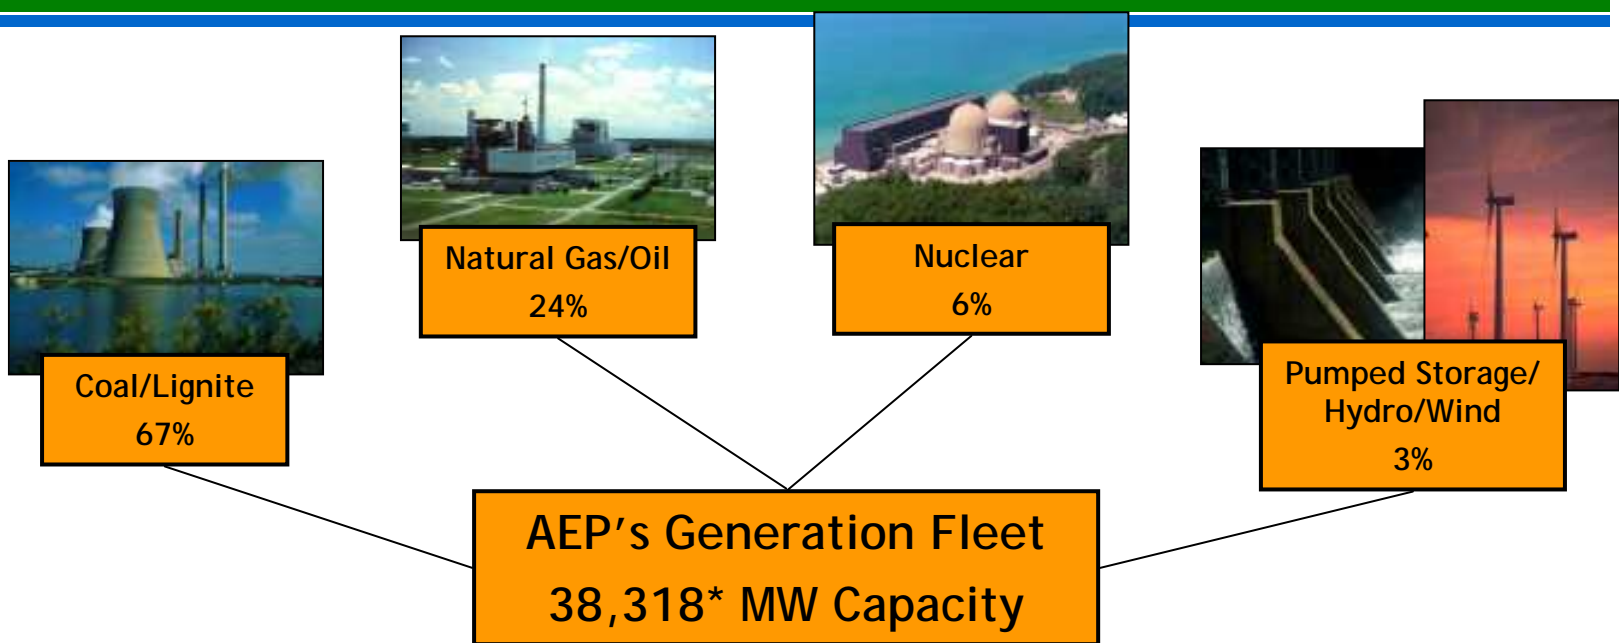 Coal/Lignite
67%
Natural Gas/Oil
24%
Nuclear
6%
Pumped Storage/
Hydro/Wind
3%
AEP’s Generation Fleet
38,318* MW Capacity